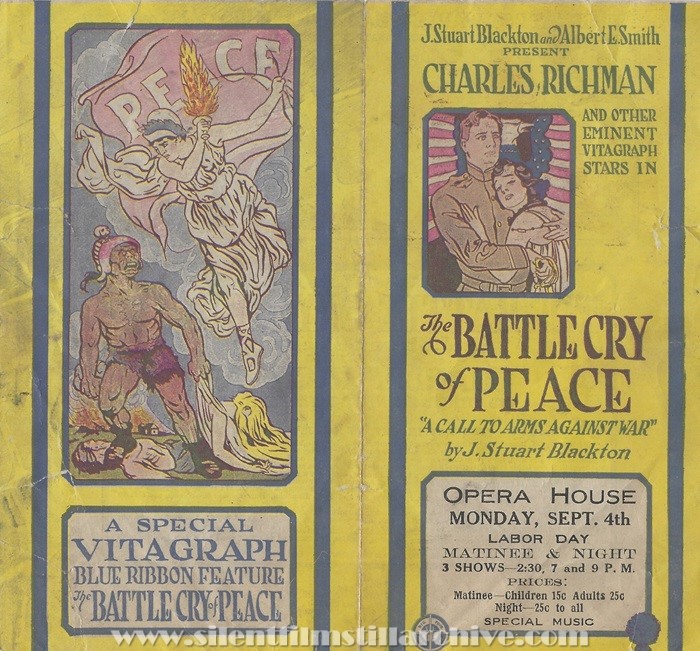 PEACE
A SPECIAL
VITAGRAPH
BLUE RIBBON FEATURE
The BATTLE CRY of PEACE
J. Stuart Blackton and Albert E. Smith
PRESENT
CHARLES RICHMAN
AND OTHER
EMINENT
VITAGRAPH
STARS IN
The BATTLE CRY
of PEACE
"A CALL TO ARMS AGAINST WAR"
by J. Stuart Blackton
OPERA HOUSE
MONDAY, SEPT. 4th
LABOR DAY
MATINEE & NIGHT
3 SHOWS—2:30, 7 and 9 P. M.
PRICES:
Matinee—Children 15c Adults 25c
Night—25c to all
SPECIAL MUSIC
www.silentfilmstillarchive.com